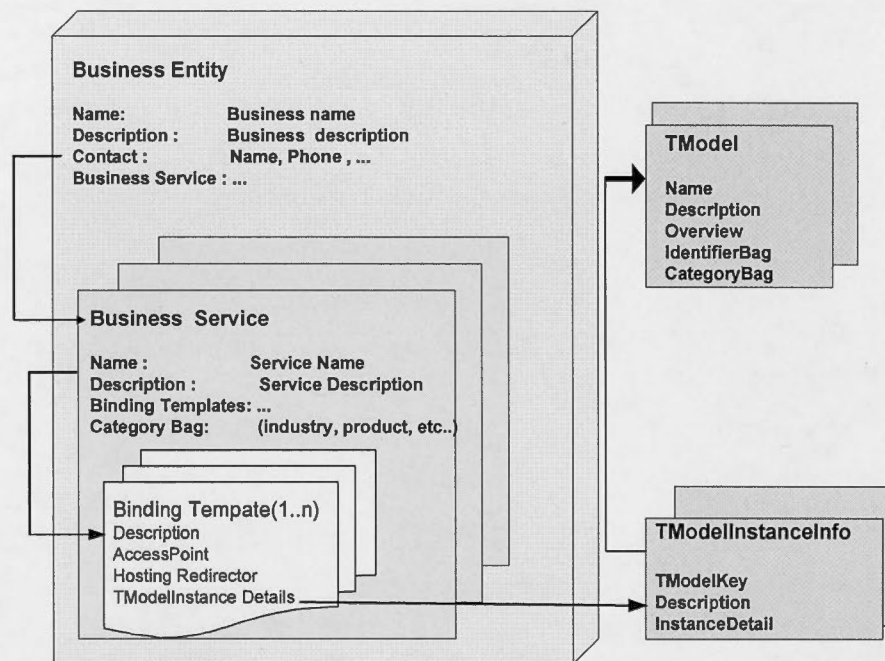 Business Entity
Name: Business name
Description : Business description
Contact : Name, Phone , ...
Business Service : ...
Business Service
Name : Service Name
Description : Service Description
Binding Templates: ...
Category Bag: (industry, product, etc..)
Binding Tempate(1..n)
Description
AccessPoint
Hosting Redirector
TModelInstance Details
TModel
Name
Description
Overview
IdentifierBag
CategoryBag
TModelInstanceInfo
TModelKey
Description
InstanceDetail